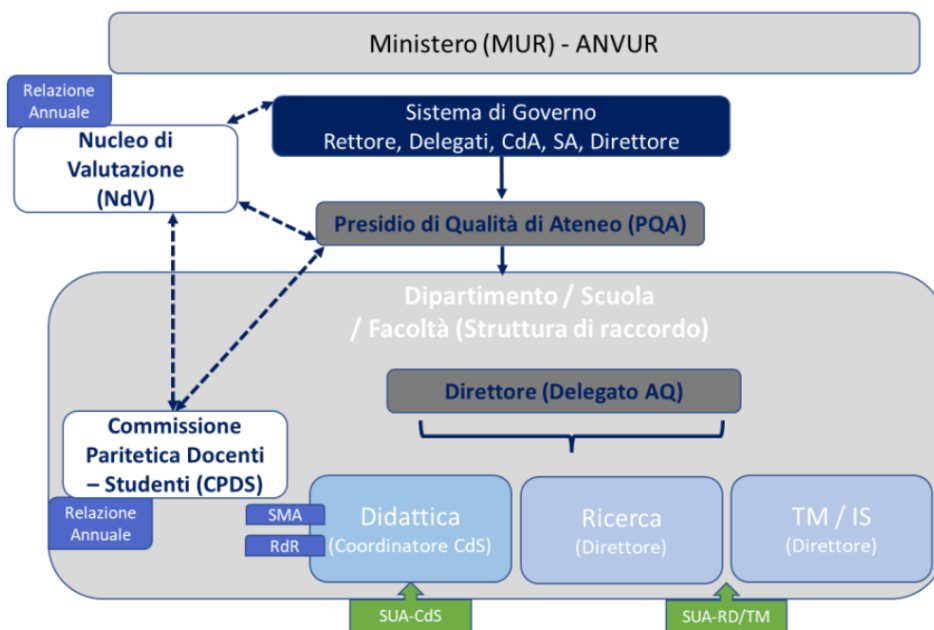 Ministero (MUR) - ANVUR
Relazione
Annuale
Sistema di Governo
Rettore, Delegati, CdA, SA, Direttore
Nucleo di
Valutazione
(NdV)
Presidio di Qualità di Ateneo (PQA)
Dipartimento / Scuola
/ Facoltà (Struttura di raccordo)
Direttore (Delegato AQ)
Commissione
Paritetica Docenti
– Studenti (CPDS)
Relazione
Annuale
SMA
RdR
Didattica
(Coordinatore CdS)
Ricerca
(Direttore)
TM / IS
(Direttore)
SUA-CdS
SUA-RD/TM